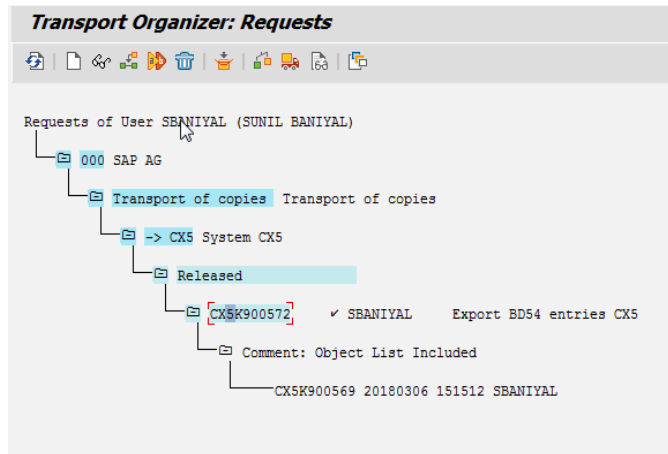 Transport Organizer: Requests
Requests of User SBANIYAL (SUNIL BANIYAL)
000 SAP AG
Transport of copies Transport of copies
-> CX5 System CX5
Released
CX5K900572 ✔ SBANIYAL Export BD54 entries CX5
Comment: Object List Included
CX5K900569 20180306 151512 SBANIYAL